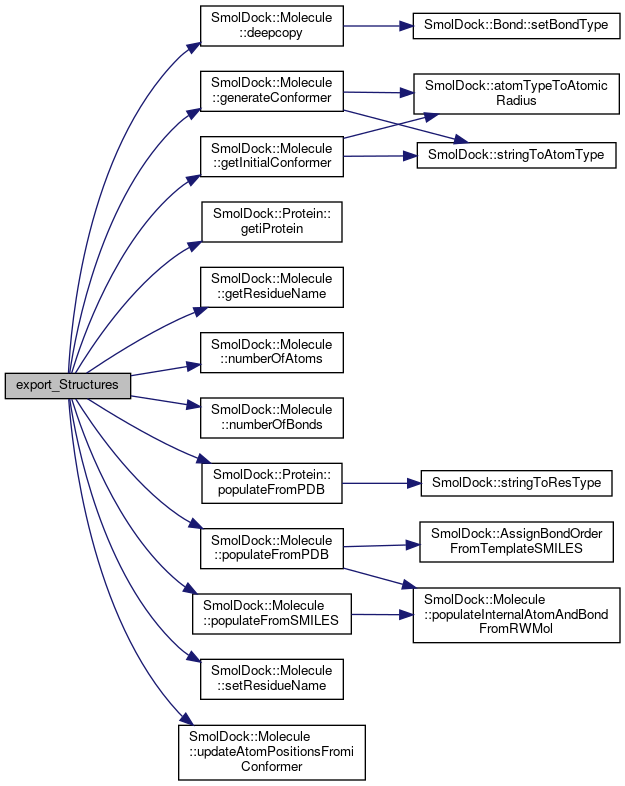 export_Structures
SmolDock::Molecule
::deepcopy
SmolDock::Bond::setBondType
SmolDock::Molecule
::generateConformer
SmolDock::atomTypeToAtomic
Radius
SmolDock::Molecule
::getInitialConformer
SmolDock::stringToAtomType
SmolDock::Protein::
getiProtein
SmolDock::Molecule
::getResidueName
SmolDock::Molecule
::numberOfAtoms
SmolDock::Molecule
::numberOfBonds
SmolDock::Protein::
populateFromPDB
SmolDock::stringToResType
SmolDock::Molecule
::populateFromPDB
SmolDock::AssignBondOrder
FromTemplateSMILES
SmolDock::Molecule
::populateInternalAtomAndBond
FromRWMol
SmolDock::Molecule
::populateFromSMILES
SmolDock::Molecule
::setResidueName
SmolDock::Molecule
::updateAtomPositionsFromi
Conformer